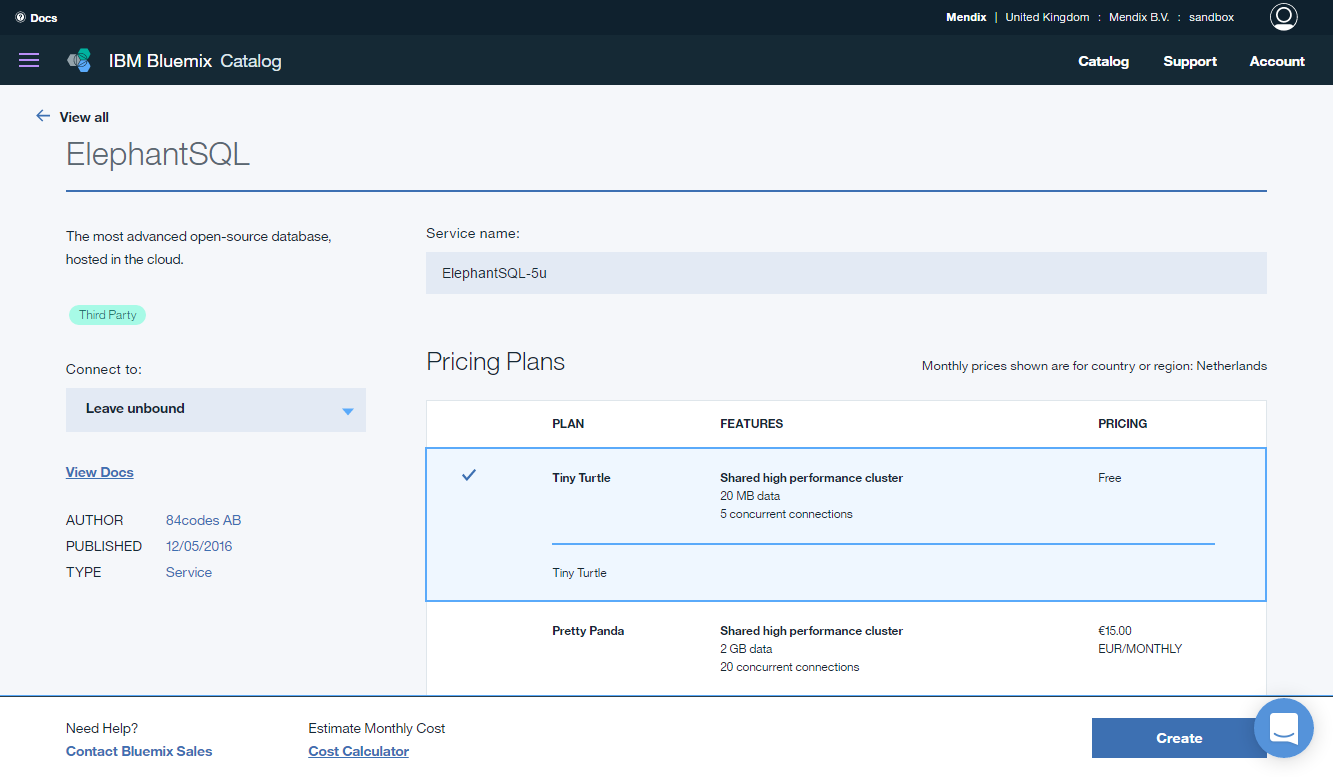 Docs
Mendix | United Kingdom : Mendix B.V. : sandbox
IBM Bluemix Catalog
Catalog Support Account
View all
ElephantSQL
The most advanced open-source database,
hosted in the cloud.
Third Party
Connect to:
Leave unbound
View Docs
AUTHOR 84codes AB
PUBLISHED 12/05/2016
TYPE Service
Service name:
ElephantSQL-5u
Pricing Plans
Monthly prices shown are for country or region: Netherlands
PLAN FEATURES PRICING
Tiny Turtle Shared high performance cluster Free
20 MB data
5 concurrent connections
Tiny Turtle
Pretty Panda Shared high performance cluster €15.00
2 GB data EUR/MONTHLY
20 concurrent connections
Need Help?
Contact Bluemix Sales
Estimate Monthly Cost
Cost Calculator
Create